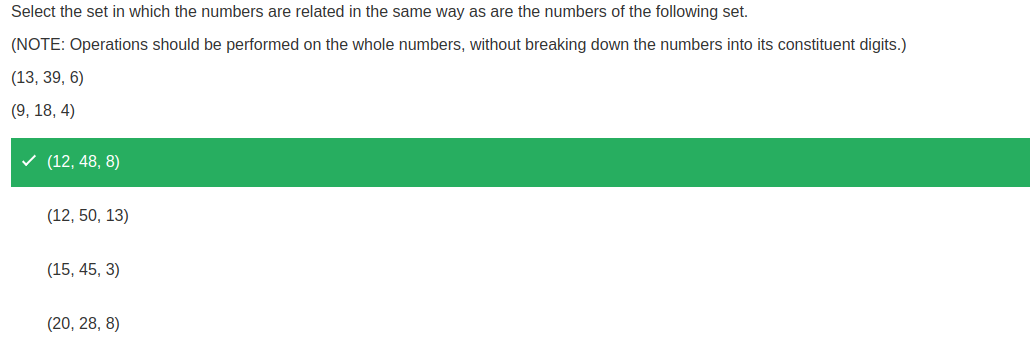 Select the set in which the numbers are related in the same way as are the numbers of the following set.
(NOTE: Operations should be performed on the whole numbers, without breaking down the numbers into its constituent digits.)
(13, 39, 6)
(9, 18, 4)
(12, 48, 8)
(12, 50, 13)
(15, 45, 3)
(20, 28, 8)